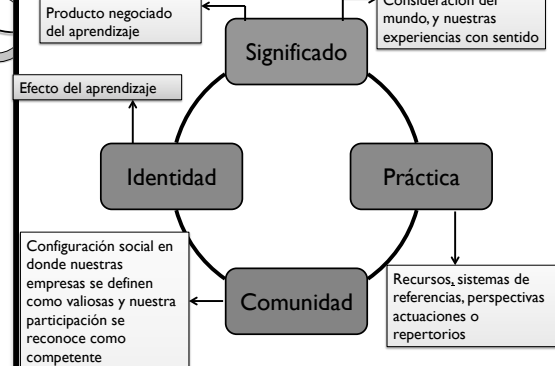 Producto negociado
del aprendizaje
Consideración del
mundo, y nuestras
experiencias con sentido
Significado
Efecto del aprendizaje
Identidad
Práctica
Configuración social en
donde nuestras
empresas se definen
como valiosas y nuestra
participación se
reconoce como
competente
Comunidad
Recursos, sistemas de
referencias, perspectivas
actuaciones o
repertorios